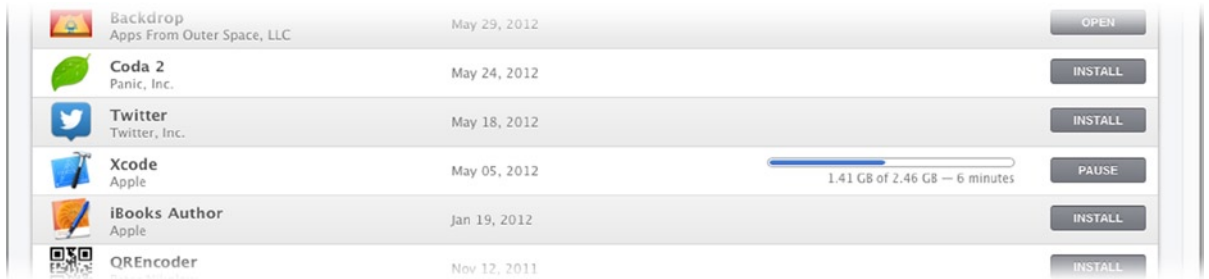 Backdrop
Apps From Outer Space, LLC
May 29, 2012
OPEN
Coda 2
Panic, Inc.
May 24, 2012
INSTALL
Twitter
Twitter, Inc.
May 18, 2012
INSTALL
Xcode
Apple
May 05, 2012
1.41 GB of 2.46 GB — 6 minutes
PAUSE
iBooks Author
Apple
Jan 19, 2012
INSTALL
QREncoder
Nov 12, 2011
INSTALL